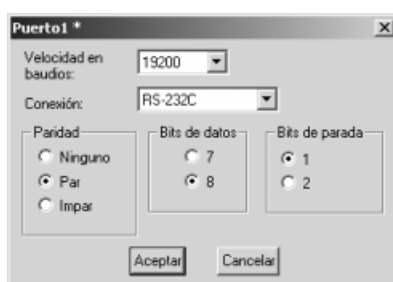 Puerto1 *
Velocidad en
baudios:
19200
Conexión:
RS-232C
Paridad
Ninguno
Par
Impar
Bits de datos
7
8
Bits de parada
1
2
Aceptar
Cancelar